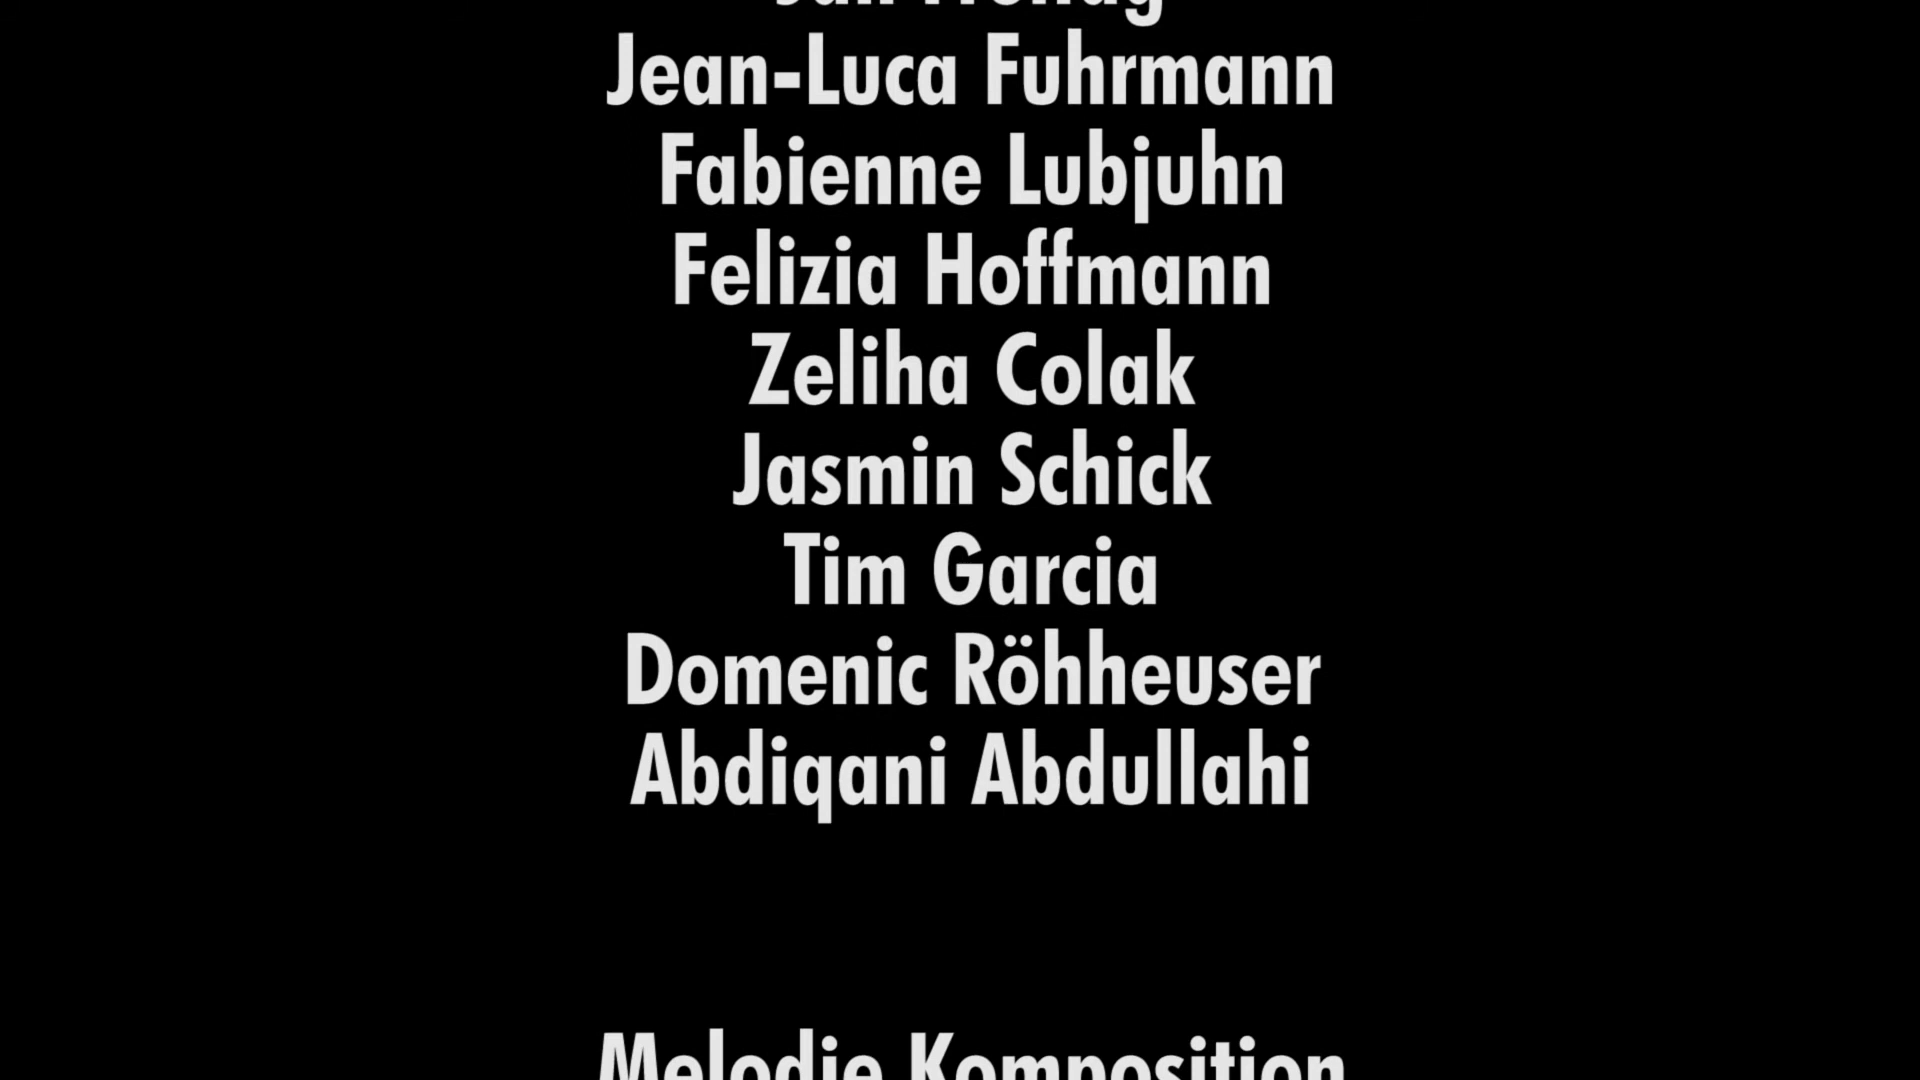 Jean-Luca Fuhrmann
Fabienne Lubjuhn
Felizia Hoffmann
Zeliha Colak
Jasmin Schick
Tim Garcia
Domenic Röhheuser
Abdiqani Abdullahi
Melodie Komposition